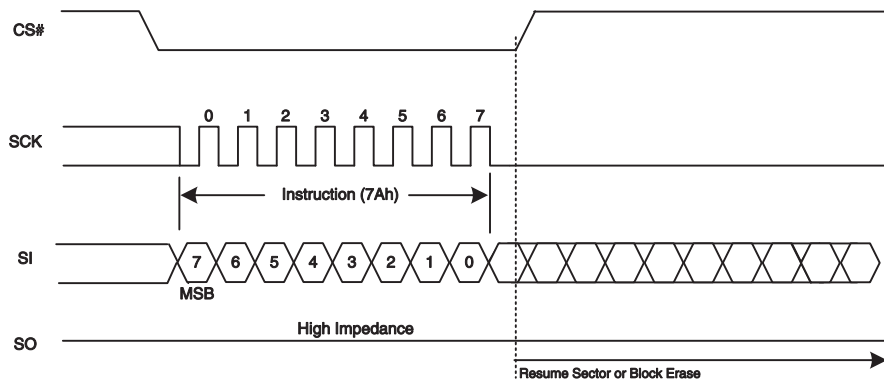 CS#
0 1 2 3 4 5 6 7
SCK
Instruction (7Ah)
SI
7 6 5 4 3 2 1 0
MSB
High Impedance
SO
Resume Sector or Block Erase